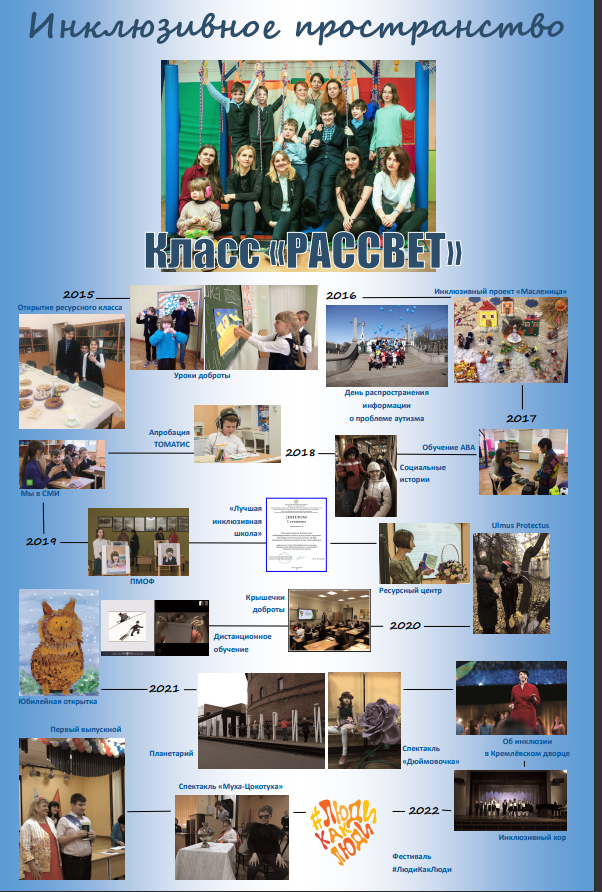 Инклюзивное пространство
Класс «РАССВЕТ»
2015
Открытие ресурсного класса
Уроки доброты
2016
День распространения
информации
о проблеме аутизма
Инклюзивный проект «Масленица»
2017
Обучение АВА
Социальные
истории
2018
Апробация
ТОМАТИС
Мы в СМИ
2019
ПМОФ
«Лучшая
инклюзивная
школа»
ДИПЛОМ
Ресурсный центр
Ulmus Protectus
2020
Крышечки
доброты
Дистанционное
обучение
Юбилейная открытка
2021
Планетарий
Спектакль
«Дюймовочка»
Об инклюзии
в Кремлёвском дворце
Инклюзивный хор
2022
#ЛЮДИ
КАК
ЛЮДИ
Фестиваль
#ЛюдиКакЛюди
Спектакль «Муха-Цокотуха»
Первый выпускной